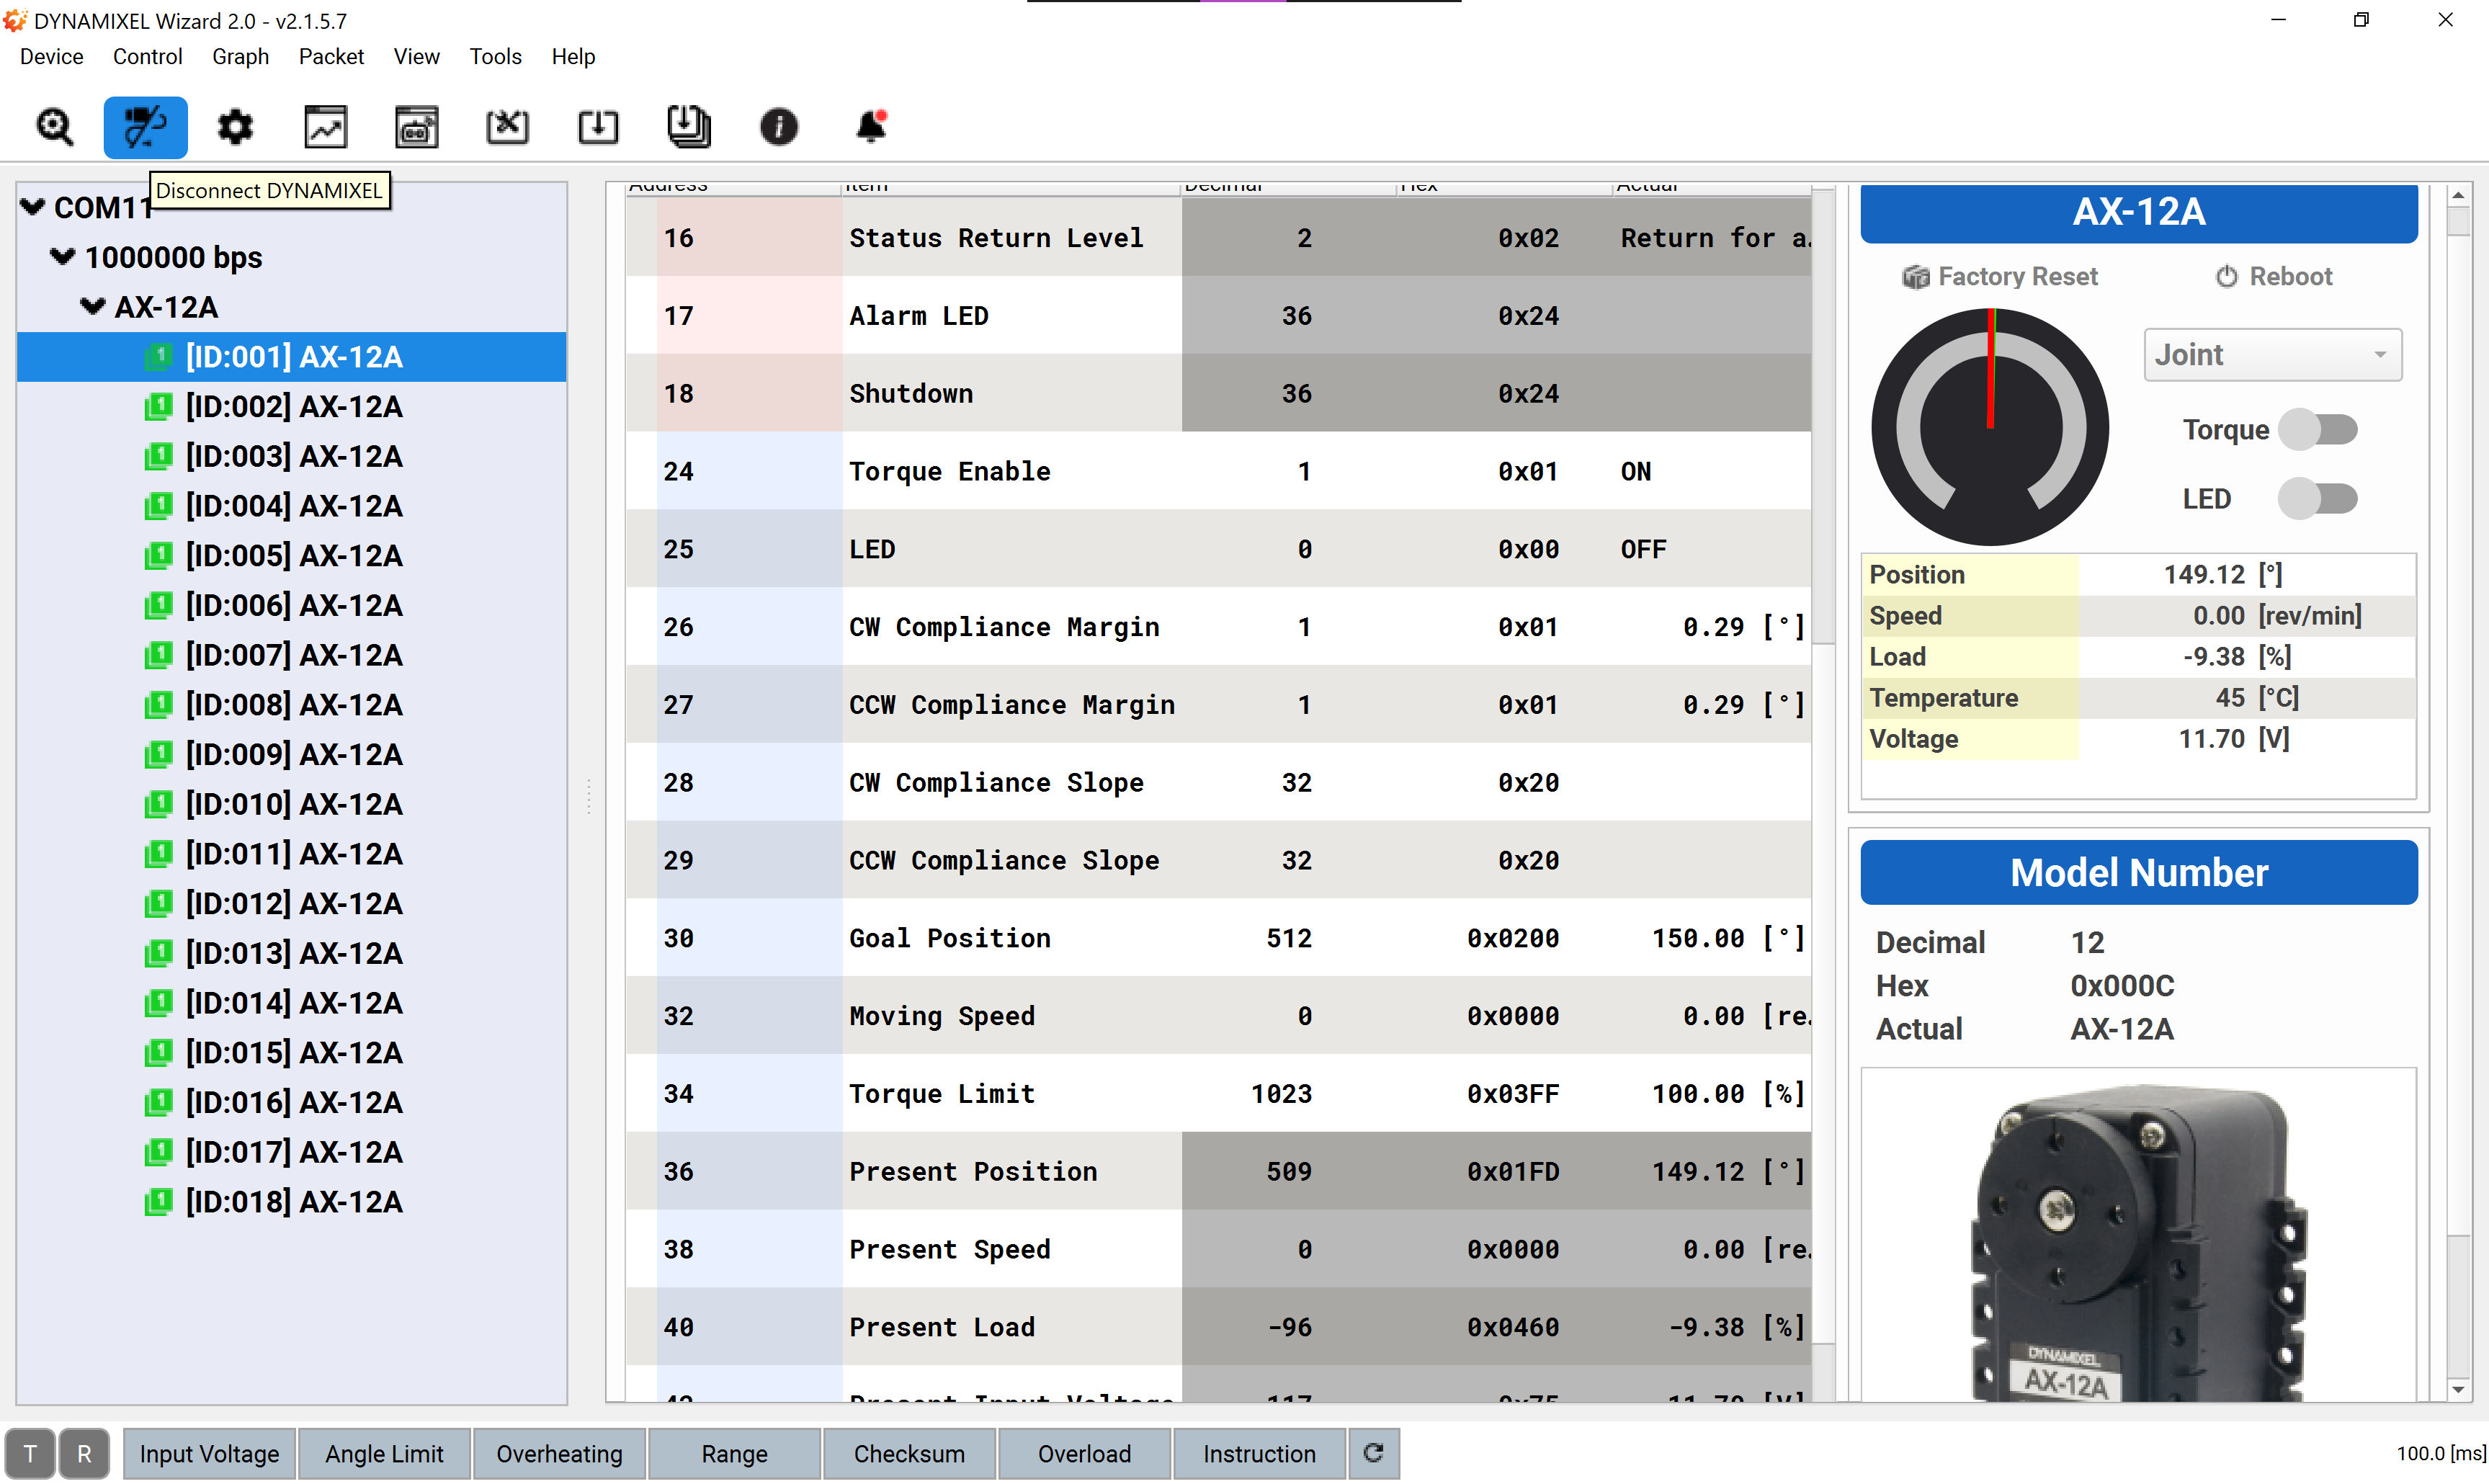 DYNAMIXEL Wizard 2.0 - v2.1.5.7
Device Control Graph Packet View Tools Help
Disconnect DYNAMIXEL
COM11
1000000 bps
AX-12A
[ID:001] AX-12A
[ID:002] AX-12A
[ID:003] AX-12A
[ID:004] AX-12A
[ID:005] AX-12A
[ID:006] AX-12A
[ID:007] AX-12A
[ID:008] AX-12A
[ID:009] AX-12A
[ID:010] AX-12A
[ID:011] AX-12A
[ID:012] AX-12A
[ID:013] AX-12A
[ID:014] AX-12A
[ID:015] AX-12A
[ID:016] AX-12A
[ID:017] AX-12A
[ID:018] AX-12A
Address Item Decimal Hex Actual
16 Status Return Level 2 0x02 Return for a.
17 Alarm LED 36 0x24
18 Shutdown 36 0x24
24 Torque Enable 1 0x01 ON
25 LED 0 0x00 OFF
26 CW Compliance Margin 1 0x01 0.29 [°]
27 CCW Compliance Margin 1 0x01 0.29 [°]
28 CW Compliance Slope 32 0x20
29 CCW Compliance Slope 32 0x20
30 Goal Position 512 0x0200 150.00 [°]
32 Moving Speed 0 0x0000 0.00 [re.
34 Torque Limit 1023 0x03FF 100.00 [%]
36 Present Position 509 0x01FD 149.12 [°]
38 Present Speed 0 0x0000 0.00 [re.
40 Present Load -96 0x0460 -9.38 [%]
42 Present Input Voltage 117 0x75 11.70 [V]
AX-12A
Factory Reset Reboot
Joint
Torque
LED
Position 149.12 [°]
Speed 0.00 [rev/min]
Load -9.38 [%]
Temperature 45 [°C]
Voltage 11.70 [V]
Model Number
Decimal 12
Hex 0x000C
Actual AX-12A
DYNAMIXEL
AX-12A
T R Input Voltage Angle Limit Overheating Range Checksum Overload Instruction 100.0 [ms]